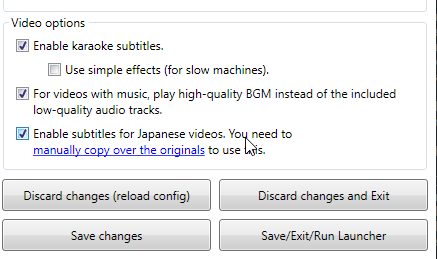 Video options
Enable karaoke subtitles.
Use simple effects (for slow machines).
For videos with music, play high-quality BGM instead of the included
low-quality audio tracks.
Enable subtitles for Japanese videos. You need to
manually copy over the originals to use this.
Discard changes (reload config)
Discard changes and Exit
Save changes
Save/Exit/Run Launcher